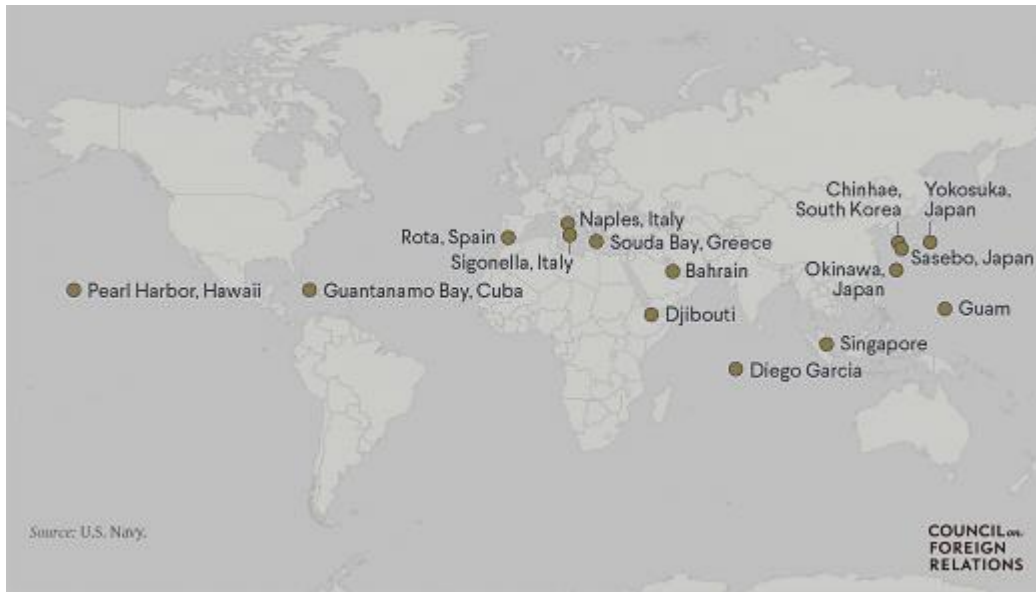 Chinhae,
South Korea
Yokosuka,
Japan
Naples, Italy
Rota, Spain
Souda Bay, Greece
Sigonella, Italy
Sasebo, Japan
Bahrain
Okinawa,
Japan
Pearl Harbor, Hawaii
Guantanamo Bay, Cuba
Djibouti
Guam
Singapore
Diego Garcia
Source: U.S. Navy.
COUNCIL on
FOREIGN
RELATIONS